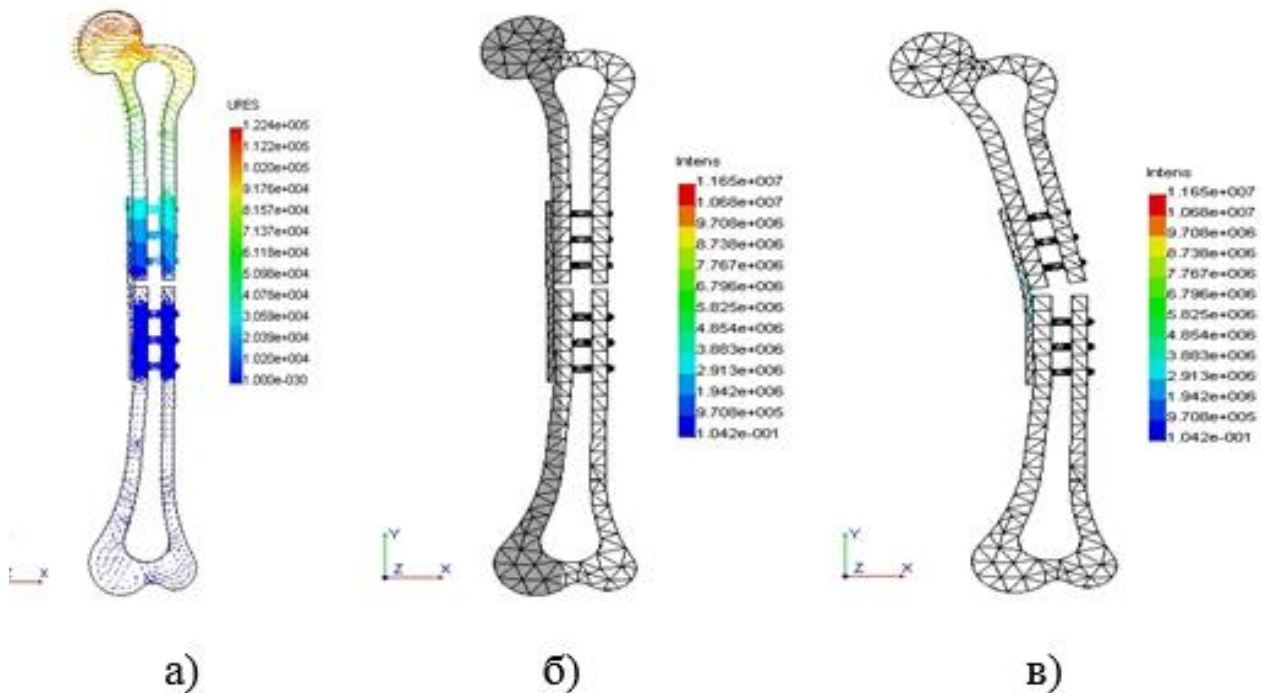 URES
1.224e+005
1.122e+005
1.020e+005
9.176e+004
8.157e+004
7.137e+004
6.118e+004
5.098e+004
4.078e+004
3.059e+004
2.039e+004
1.020e+004
1.000e-030
X
Intens
1.165e+007
1.068e+007
9.708e+006
8.738e+006
7.767e+006
6.796e+006
5.825e+006
4.854e+006
3.883e+006
2.913e+006
1.942e+006
9.708e+005
1.042e-001
Y
Z
X
Intens
1.165e+007
1.068e+007
9.708e+006
8.738e+006
7.767e+006
6.796e+006
5.825e+006
4.854e+006
3.883e+006
2.913e+006
1.942e+006
9.708e+005
1.042e-001
Y
Z
X
а) б) в)